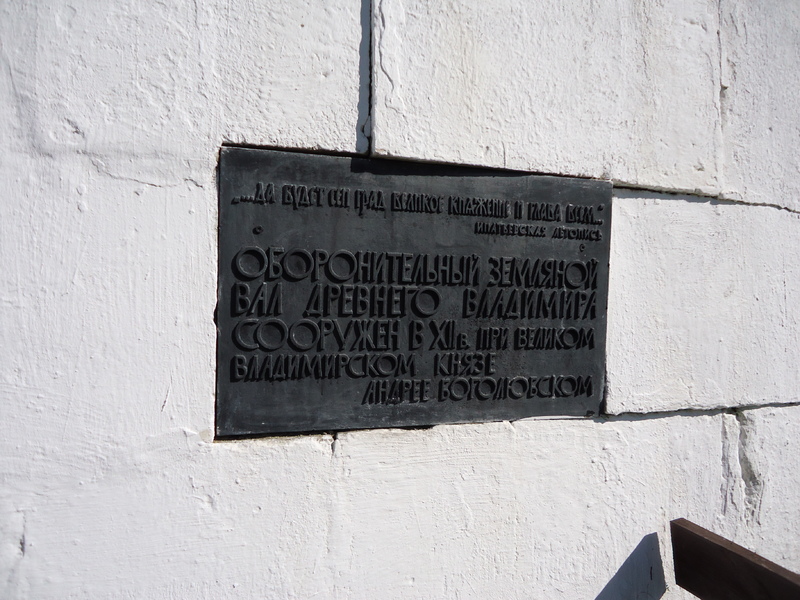 „...ДА БУДЕТ СЕЙ ГРАД ВЕЛИКОЕ КНЯЖЕНИЕ И ГЛАВА ВСЕМ..."
ИПАТЬЕВСКАЯ ЛЕТОПИСЬ
ОБОРОНИТЕЛЬНЫЙ ЗЕМЛЯНОЙ
ВАЛ ДРЕВНЕГО ВЛАДИМИРА
СООРУЖЕН В XII в. ПРИ ВЕЛИКОМ
ВЛАДИМИРСКОМ КНЯЗЕ
АНДРЕЕ БОГОЛЮБСКОМ